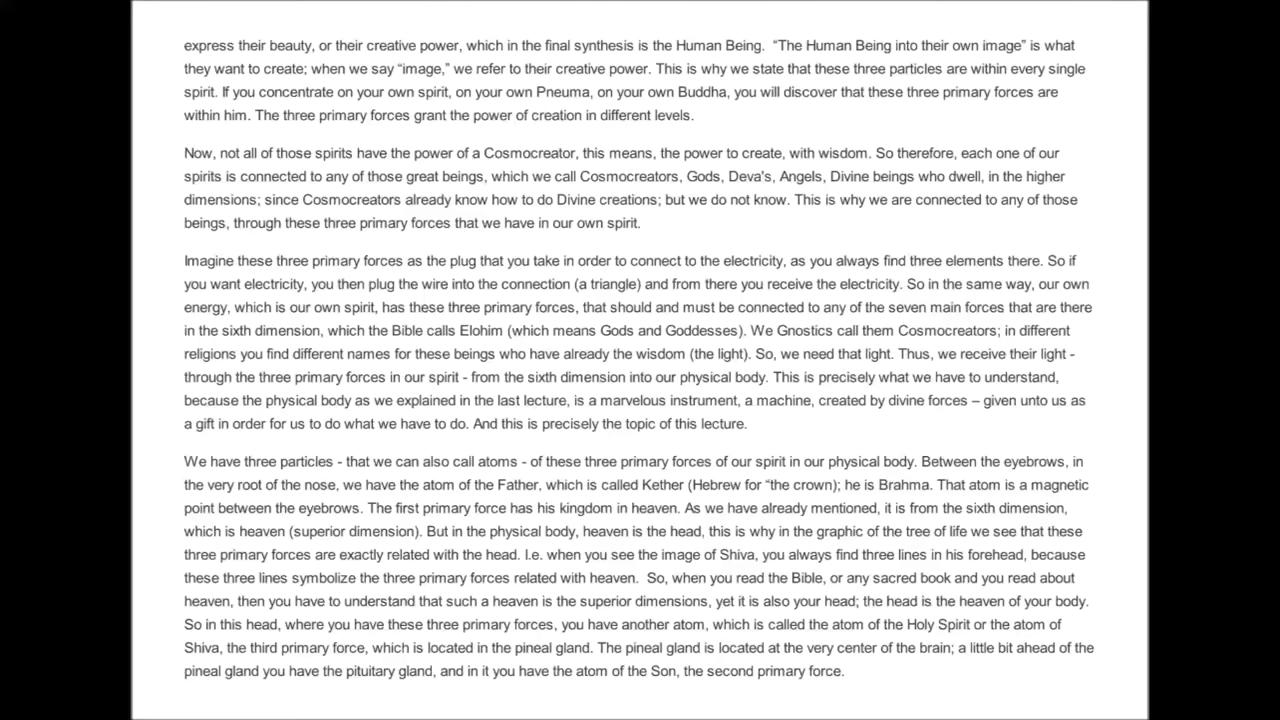 express their beauty, or their creative power, which in the final synthesis is the Human Being.  “The Human Being into their own image” is what
they want to create; when we say “image,” we refer to their creative power. This is why we state that these three particles are within every single
spirit. If you concentrate on your own spirit, on your own Pneuma, on your own Buddha, you will discover that these three primary forces are
within him. The three primary forces grant the power of creation in different levels.
Now, not all of those spirits have the power of a Cosmocreator, this means, the power to create, with wisdom. So therefore, each one of our
spirits is connected to any of those great beings, which we call Cosmocreators, Gods, Deva's, Angels, Divine beings who dwell, in the higher
dimensions; since Cosmocreators already know how to do Divine creations; but we do not know. This is why we are connected to any of those
beings, through these three primary forces that we have in our own spirit.
Imagine these three primary forces as the plug that you take in order to connect to the electricity, as you always find three elements there. So if
you want electricity, you then plug the wire into the connection (a triangle) and from there you receive the electricity. So in the same way, our own
energy, which is our own spirit, has these three primary forces, that should and must be connected to any of the seven main forces that are there
in the sixth dimension, which the Bible calls Elohim (which means Gods and Goddesses). We Gnostics call them Cosmocreators; in different
religions you find different names for these beings who have already the wisdom (the light). So, we need that light. Thus, we receive their light -
through the three primary forces in our spirit - from the sixth dimension into our physical body. This is precisely what we have to understand,
because the physical body as we explained in the last lecture, is a marvelous instrument, a machine, created by divine forces – given unto us as
a gift in order for us to do what we have to do. And this is precisely the topic of this lecture.
We have three particles - that we can also call atoms - of these three primary forces of our spirit in our physical body. Between the eyebrows, in
the very root of the nose, we have the atom of the Father, which is called Kether (Hebrew for “the crown); he is Brahma. That atom is a magnetic
point between the eyebrows. The first primary force has his kingdom in heaven. As we have already mentioned, it is from the sixth dimension,
which is heaven (superior dimension). But in the physical body, heaven is the head, this is why in the graphic of the tree of life we see that these
three primary forces are exactly related with the head. I.e. when you see the image of Shiva, you always find three lines in his forehead, because
these three lines symbolize the three primary forces related with heaven.  So, when you read the Bible, or any sacred book and you read about
heaven, then you have to understand that such a heaven is the superior dimensions, yet it is also your head; the head is the heaven of your body.
So in this head, where you have these three primary forces, you have another atom, which is called the atom of the Holy Spirit or the atom of
Shiva, the third primary force, which is located in the pineal gland. The pineal gland is located at the very center of the brain; a little bit ahead of the
pineal gland you have the pituitary gland, and in it you have the atom of the Son, the second primary force.